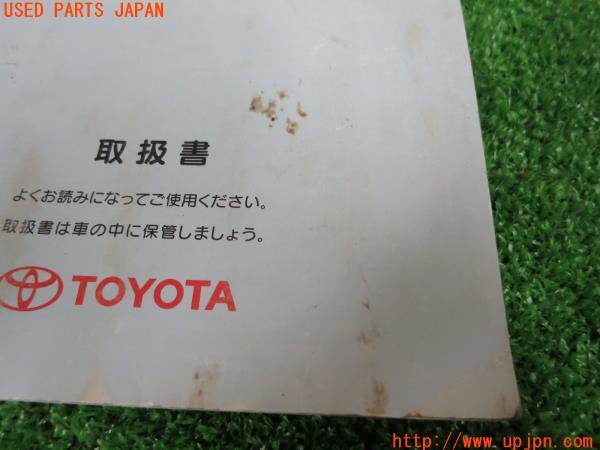 USED PARTS JAPAN
取扱書
よくお読みになってご使用ください。
取扱書は車の中に保管しましょう。
TOYOTA
http://www.upjpn.com/